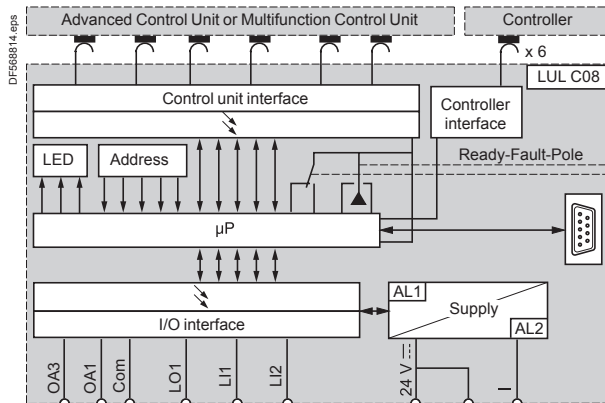 Advanced Control Unit or Multifunction Control Unit
Controller
DF568814.eps
x 6
LUL C08
Control unit interface
Controller
interface
LED
Address
Ready-Fault-Pole
µP
I/O interface
AL1
Supply
AL2
OA3
OA1
Com
LO1
LI1
LI2
24 V
I